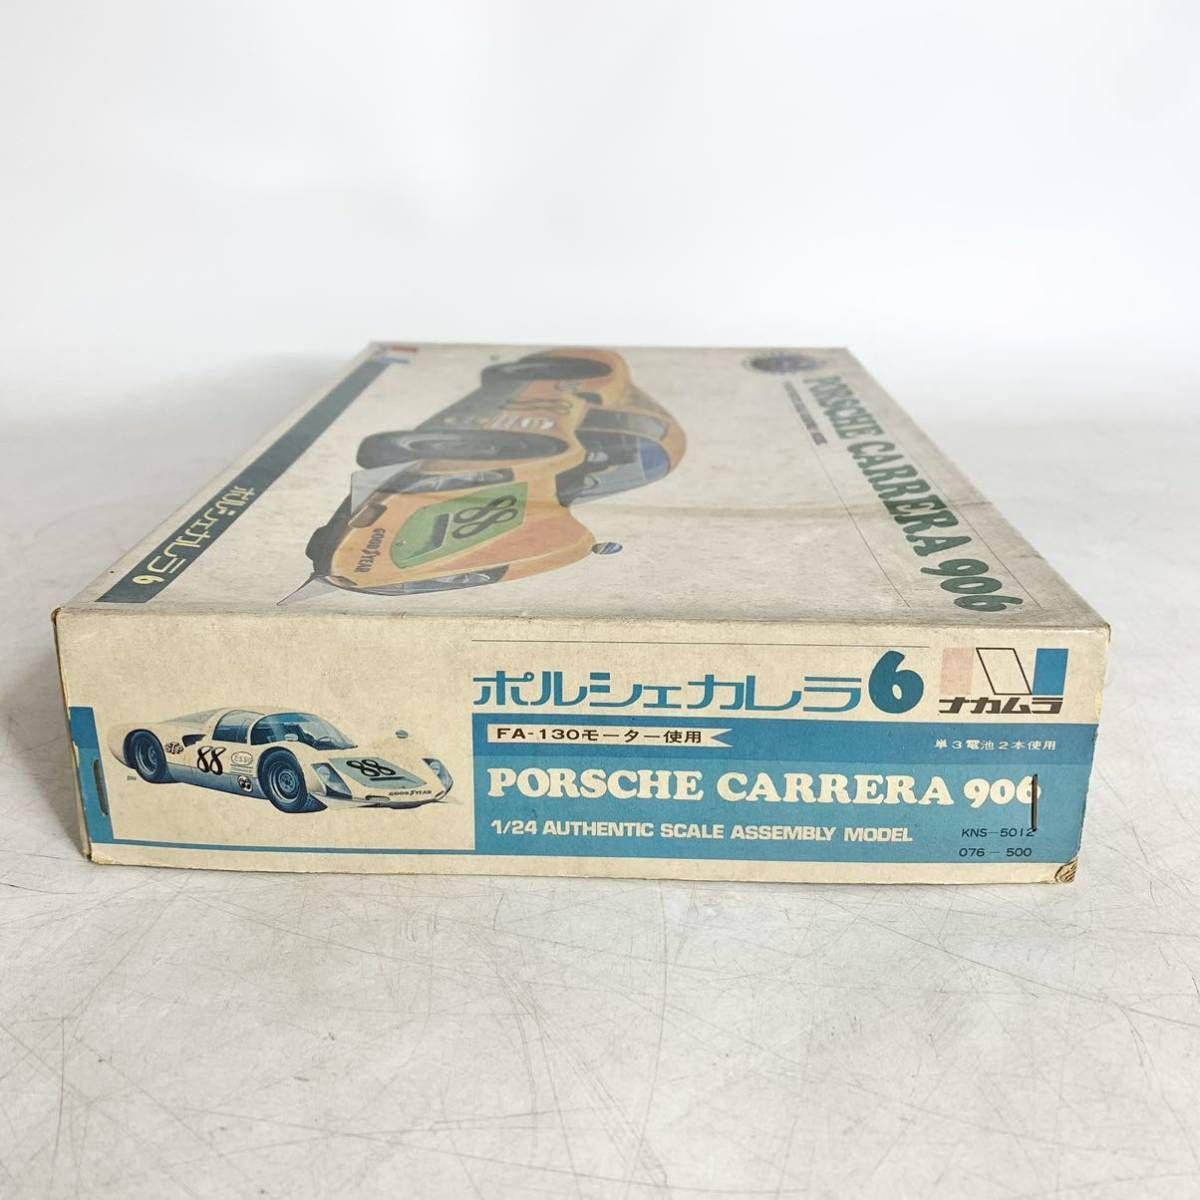 PORSCHE CARRERA 906
88
88
GOODYEAR
ポルシェカレラ6
ポルシェカレラ6
ナカムラ
FA-130モーター使用
単3電池2本使用
PORSCHE CARRERA 906
1/24 AUTHENTIC SCALE ASSEMBLY MODEL
KNS-5012
076-500
STP
88
Esso
88
GOODYEAR